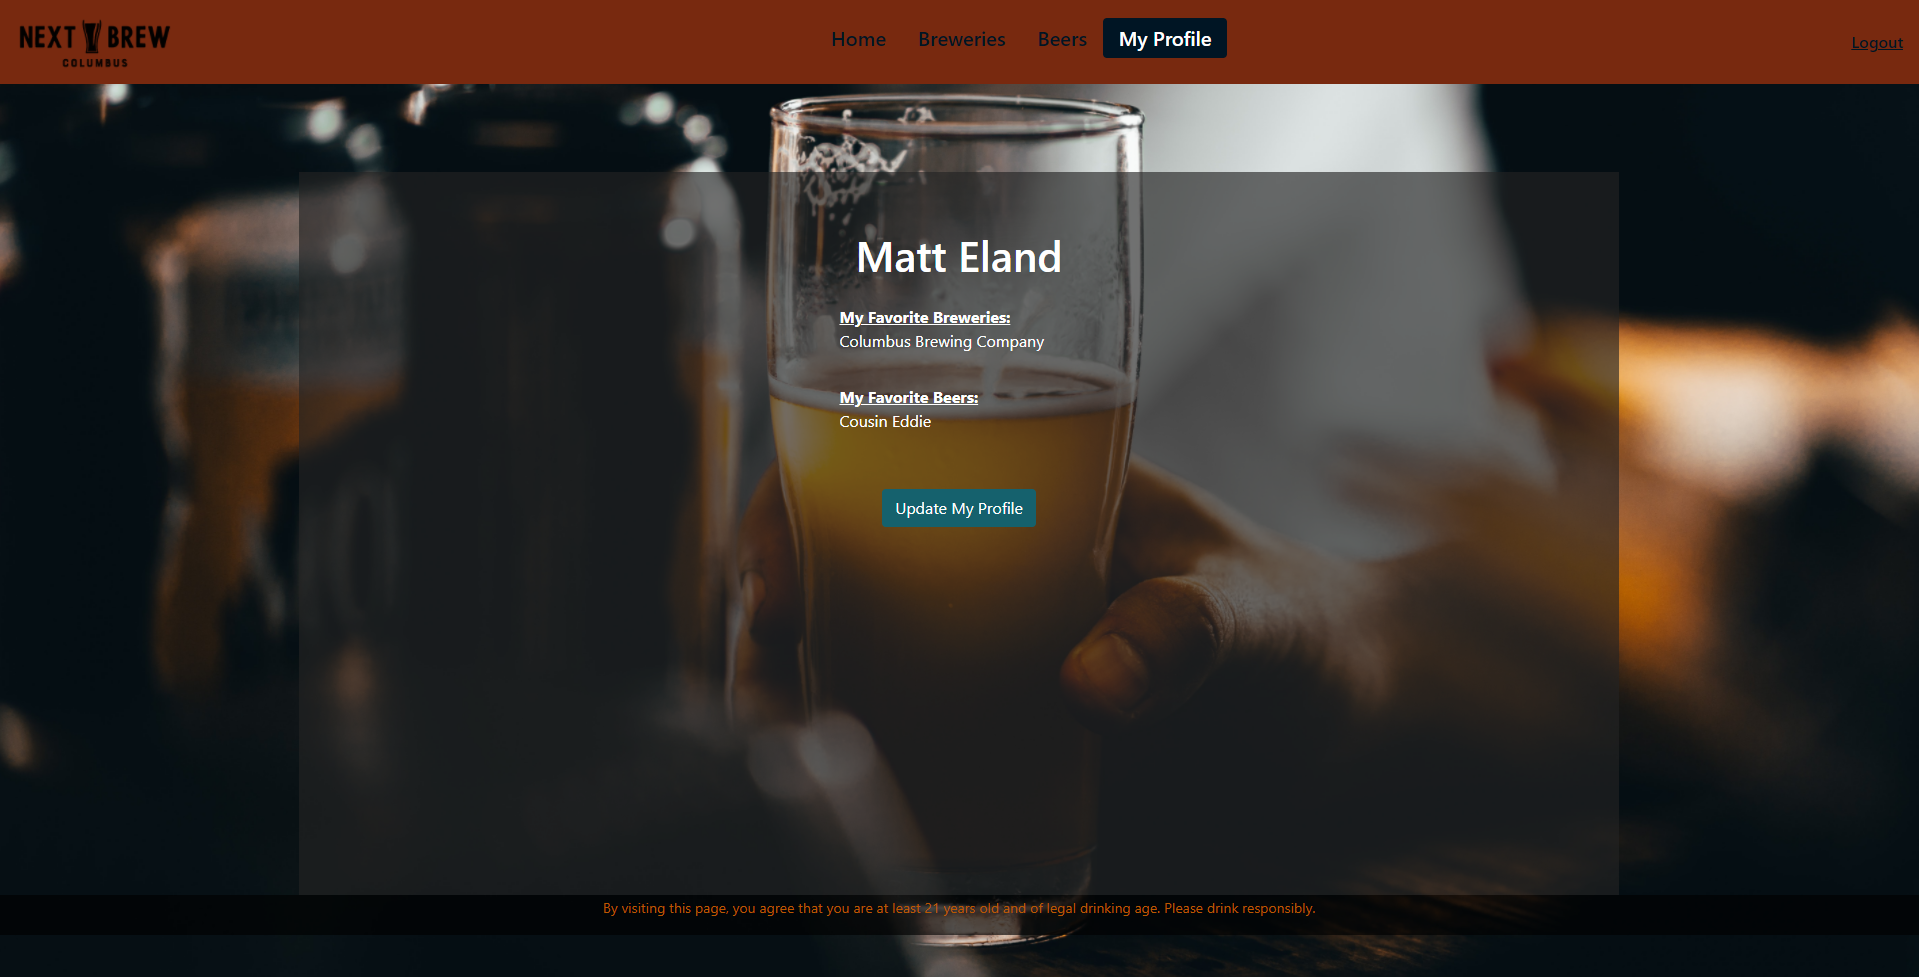 NEXT BREW
COLUMBUS
Home Breweries Beers My Profile
Logout
Matt Eland
My Favorite Breweries:
Columbus Brewing Company
My Favorite Beers:
Cousin Eddie
Update My Profile
By visiting this page, you agree that you are at least 21 years old and of legal drinking age. Please drink responsibly.